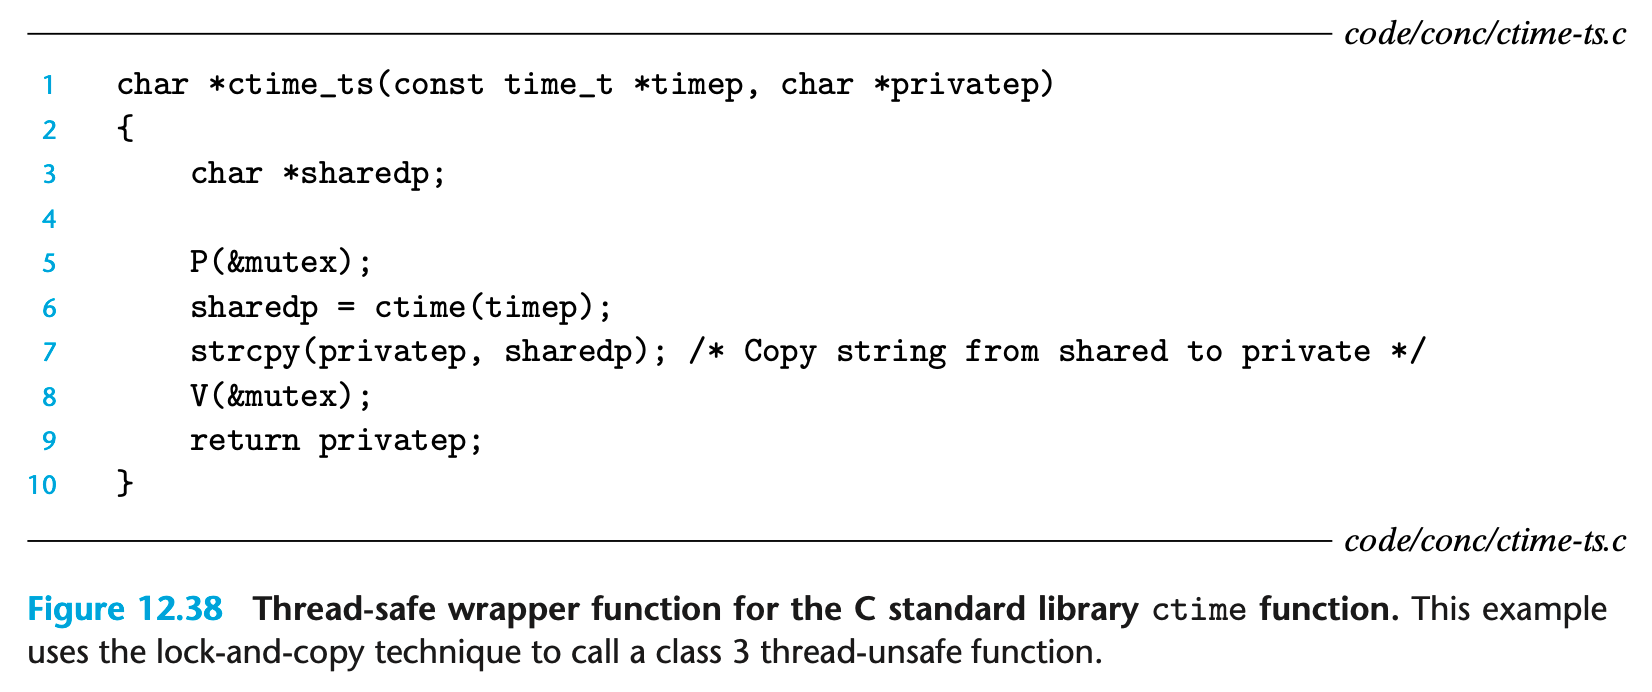 code/conc/ctime-ts.c
1 char *ctime_ts(const time_t *timep, char *privatep)
2 {
3     char *sharedp;
4
5     P(&mutex);
6     sharedp = ctime(timep);
7     strcpy(privatep, sharedp); /* Copy string from shared to private */
8     V(&mutex);
9     return privatep;
10 }
code/conc/ctime-ts.c
Figure 12.38 Thread-safe wrapper function for the C standard library ctime function. This example
uses the lock-and-copy technique to call a class 3 thread-unsafe function.